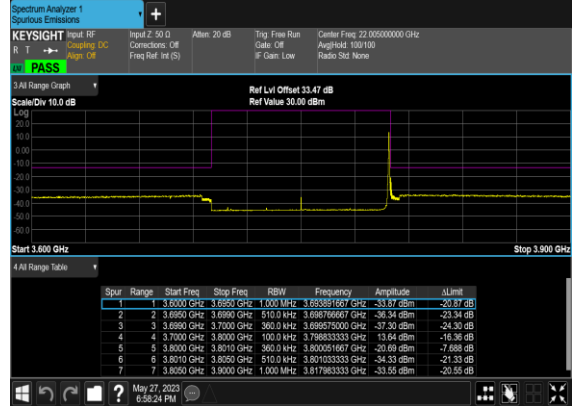 Spectrum Analyzer 1
Spurious Emissions
KEYSIGHT Input: RF Input Z: 50 Ω Atten: 20 dB Trig: Free Run Center Freq: 22.005000000 GHz
R T Coupling: DC Corrections: Off Gate: Off Avg|Hold: 100/100
Align: Off Freq Ref: Int (S) IF Gain: Low Radio Std: None
PASS
3 All Range Graph
Ref Lvl Offset 33.47 dB
Scale/Div 10.0 dB Ref Value 30.00 dBm
Log
20.0
10.0
0.00
-10.0
-20.0
-30.0
-40.0
-50.0
-60.0
Start 3.600 GHz Stop 3.900 GHz
4 All Range Table
Spur Range Start Freq Stop Freq RBW Frequency Amplitude ΔLimit
1 1 3.6000 GHz 3.6950 GHz 1.000 MHz 3.693891667 GHz -33.87 dBm -20.87 dB
2 2 3.6950 GHz 3.6990 GHz 510.0 kHz 3.698766667 GHz -36.34 dBm -23.34 dB
3 3 3.6990 GHz 3.7000 GHz 360.0 kHz 3.699575000 GHz -37.30 dBm -24.30 dB
4 4 3.7000 GHz 3.8000 GHz 100.0 kHz 3.798833333 GHz 13.64 dBm -16.36 dB
5 5 3.8000 GHz 3.8010 GHz 360.0 kHz 3.800051667 GHz -20.69 dBm -7.688 dB
6 6 3.8010 GHz 3.8050 GHz 510.0 kHz 3.801033333 GHz -34.33 dBm -21.33 dB
7 7 3.8050 GHz 3.9000 GHz 1.000 MHz 3.817983333 GHz -33.55 dBm -20.55 dB
May 27, 2023
6:58:24 PM